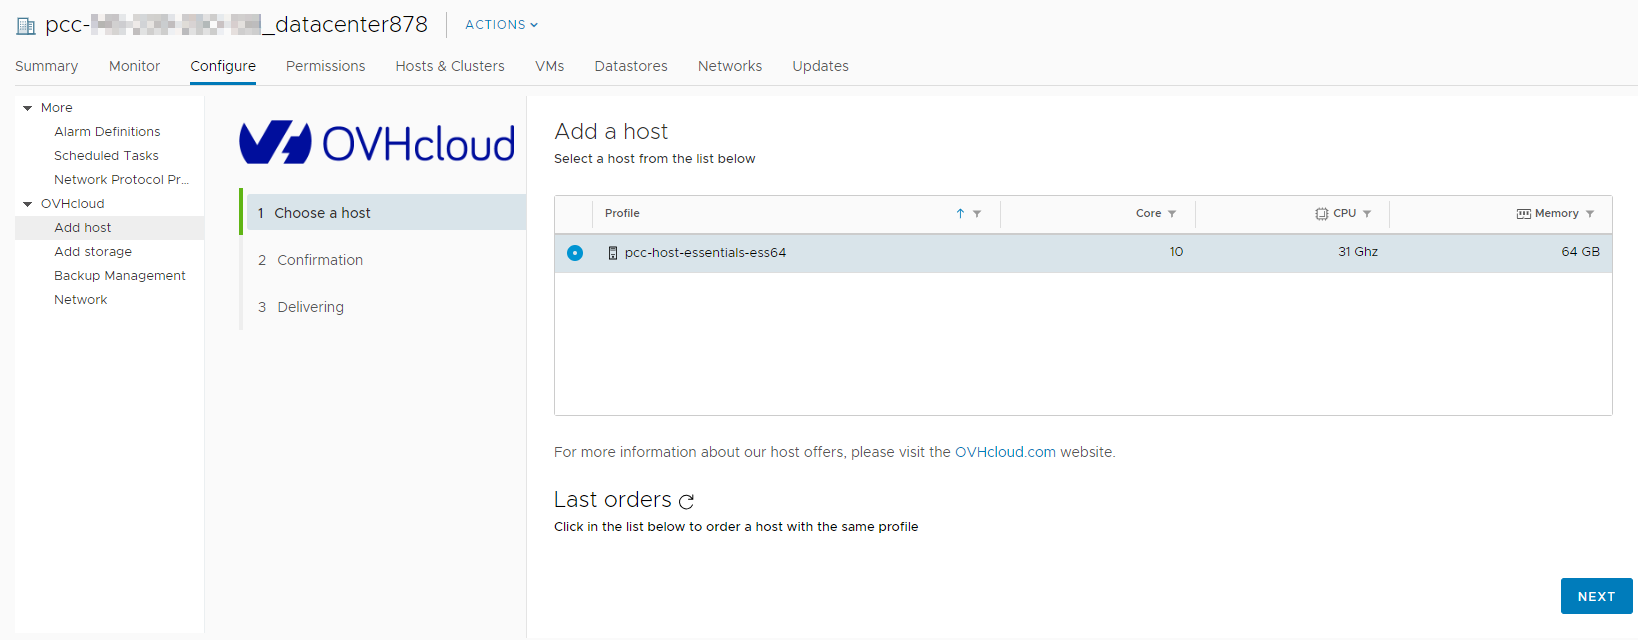 pcc-_datacenter878 ACTIONS
Summary Monitor Configure Permissions Hosts & Clusters VMs Datastores Networks Updates
More
Alarm Definitions
Scheduled Tasks
Network Protocol Pr...
OVHcloud
Add host
Add storage
Backup Management
Network
OVHcloud
1 Choose a host
2 Confirmation
3 Delivering
Add a host
Select a host from the list below
Profile Core CPU Memory
pcc-host-essentials-ess64 10 31 Ghz 64 GB
For more information about our host offers, please visit the OVHcloud.com website.
Last orders
Click in the list below to order a host with the same profile
NEXT